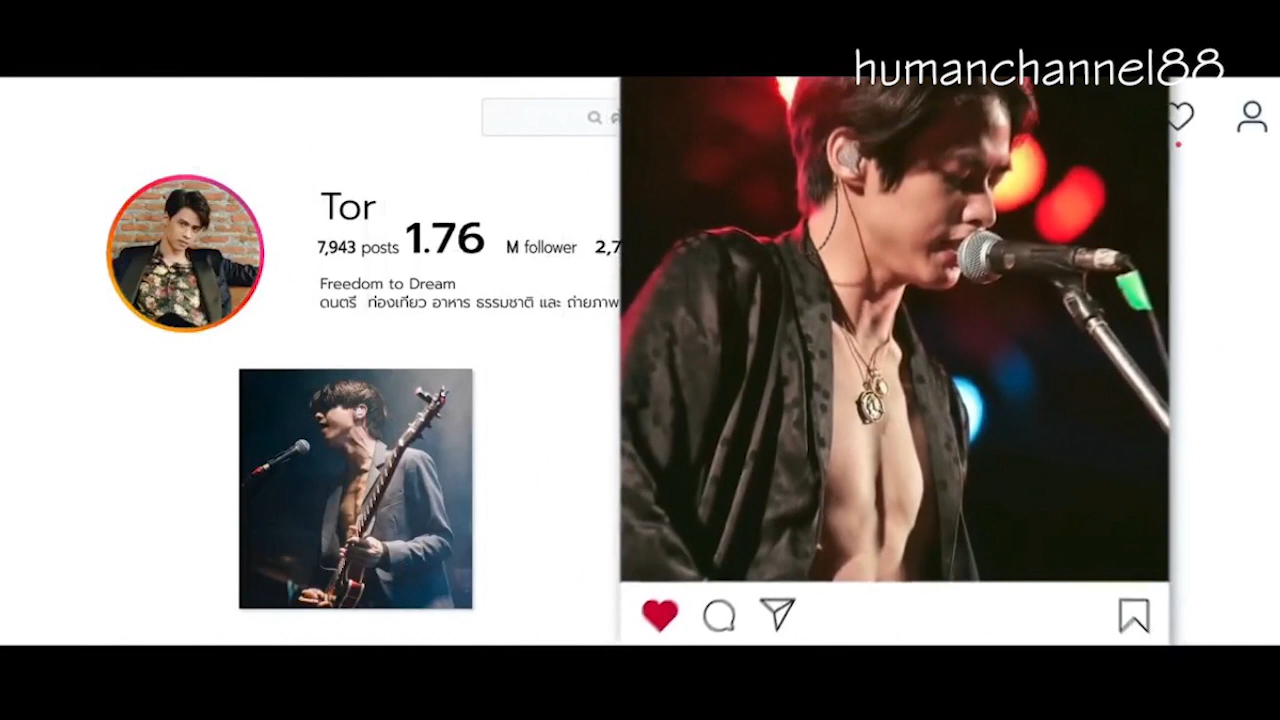 humanchannel88
Tor
7,943 posts 1.76 M follower 2,7
Freedom to Dream
ดนตรี ท่องเที่ยว อาหาร ธรรมชาติ และ ถ่ายภาพ